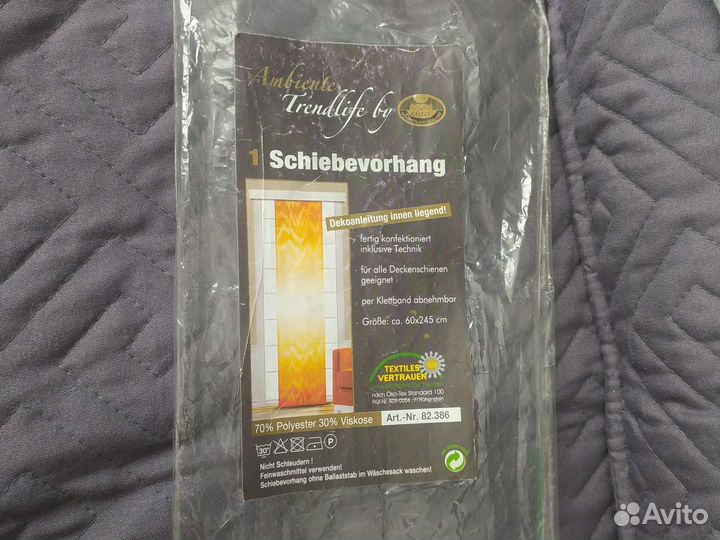 Ambiente
Trendlife by
1 Schiebevorhang
Dekoanleitung innen liegend!
fertig konfektioniert
inklusive Technik
für alle Deckenschienen
geeignet
per Klettband abnehmbar
Größe: ca. 60x245 cm
TEXTILES
VERTRAUEN
nach Öko-Tex Standard 100
70% Polyester 30% Viskose
Art.-Nr. 82.386
30°
P
Nicht Schleudern !
Feinwaschmittel verwenden!
Schiebevorhang ohne Ballaststab im Wäschesack waschen!
Avito